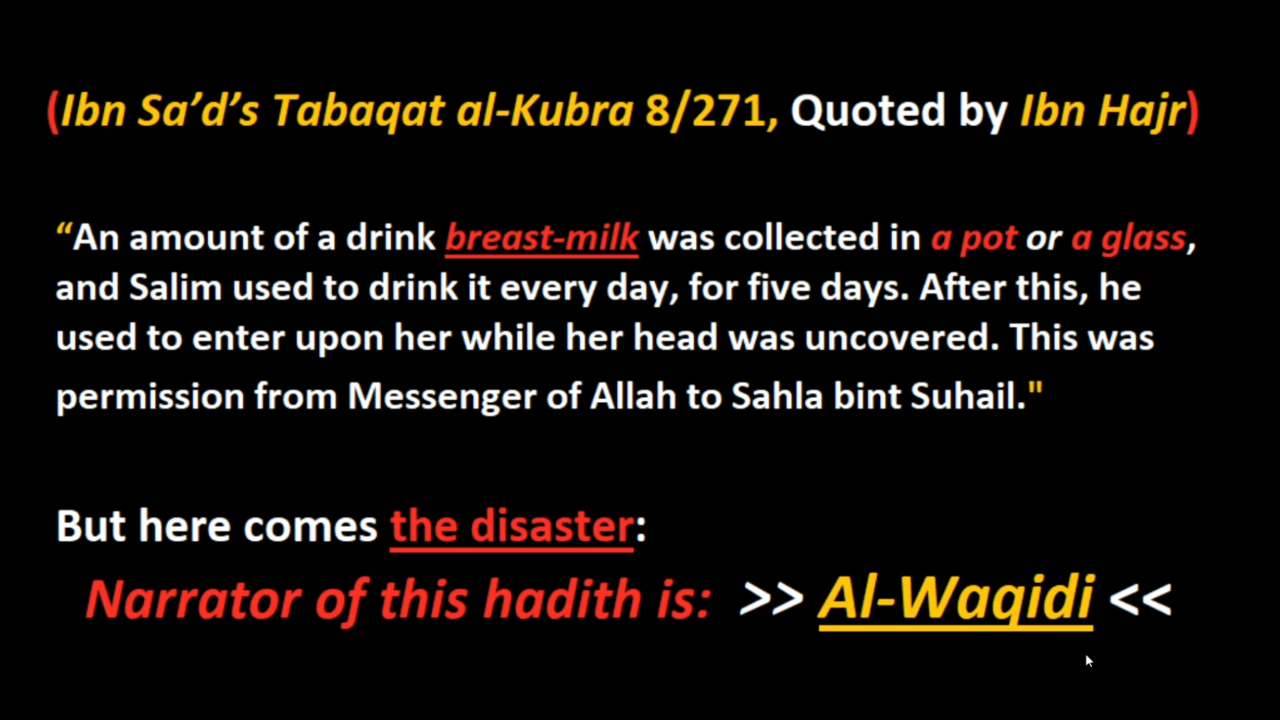 (Ibn Sa’d’s Tabaqat al-Kubra 8/271, Quoted by Ibn Hajr)
“An amount of a drink breast-milk was collected in a pot or a glass,
and Salim used to drink it every day, for five days. After this, he
used to enter upon her while her head was uncovered. This was
permission from Messenger of Allah to Sahla bint Suhail."
But here comes the disaster:
Narrator of this hadith is: >> Al-Waqidi <<